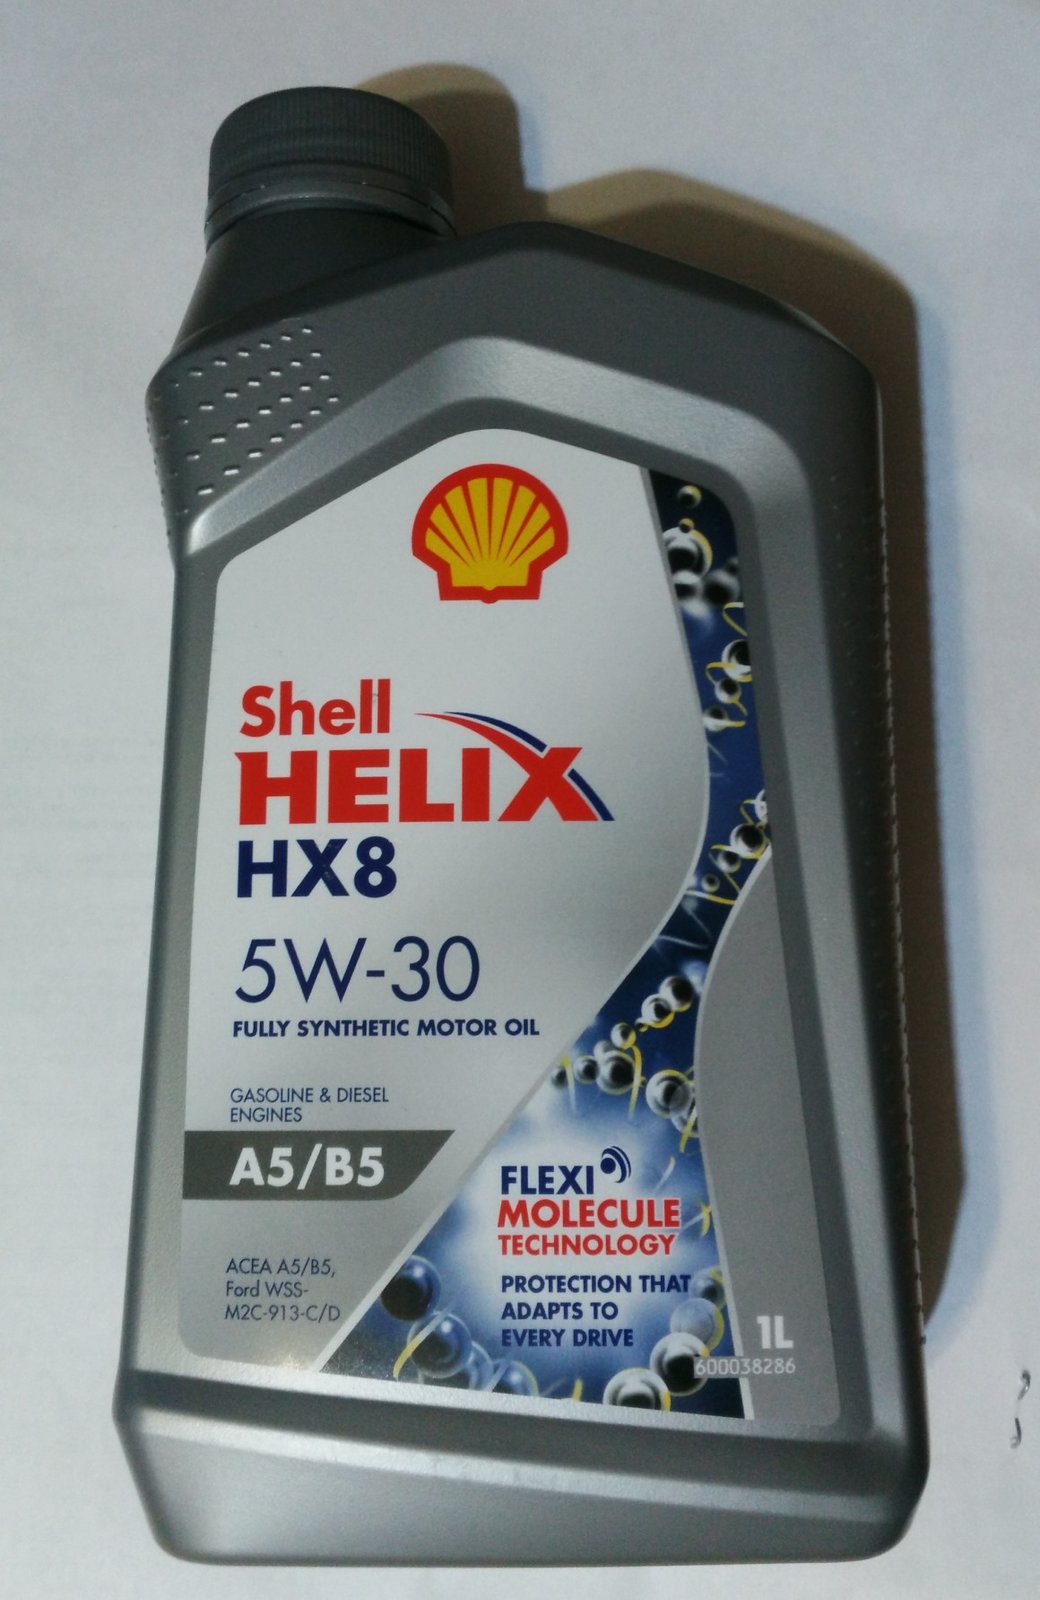 Shell
HELIX
HX8
5W-30
FULLY SYNTHETIC MOTOR OIL
GASOLINE & DIESEL
ENGINES
A5/B5
ACEA A5/B5,
Ford WSS-
M2C-913-C/D
FLEXI
MOLECULE
TECHNOLOGY
PROTECTION THAT
ADAPTS TO
EVERY DRIVE
1L
600038286